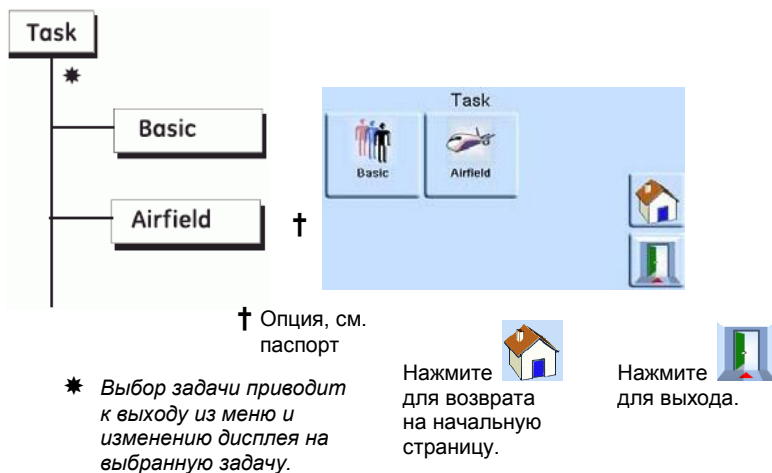 Task
✷
Basic
Airfield
†
Task
Basic
Airfield
† Опция, см.
паспорт
✷ Выбор задачи приводит
к выходу из меню и
изменению дисплея на
выбранную задачу.
Нажмите
для возврата
на начальную
страницу.
Нажмите
для выхода.